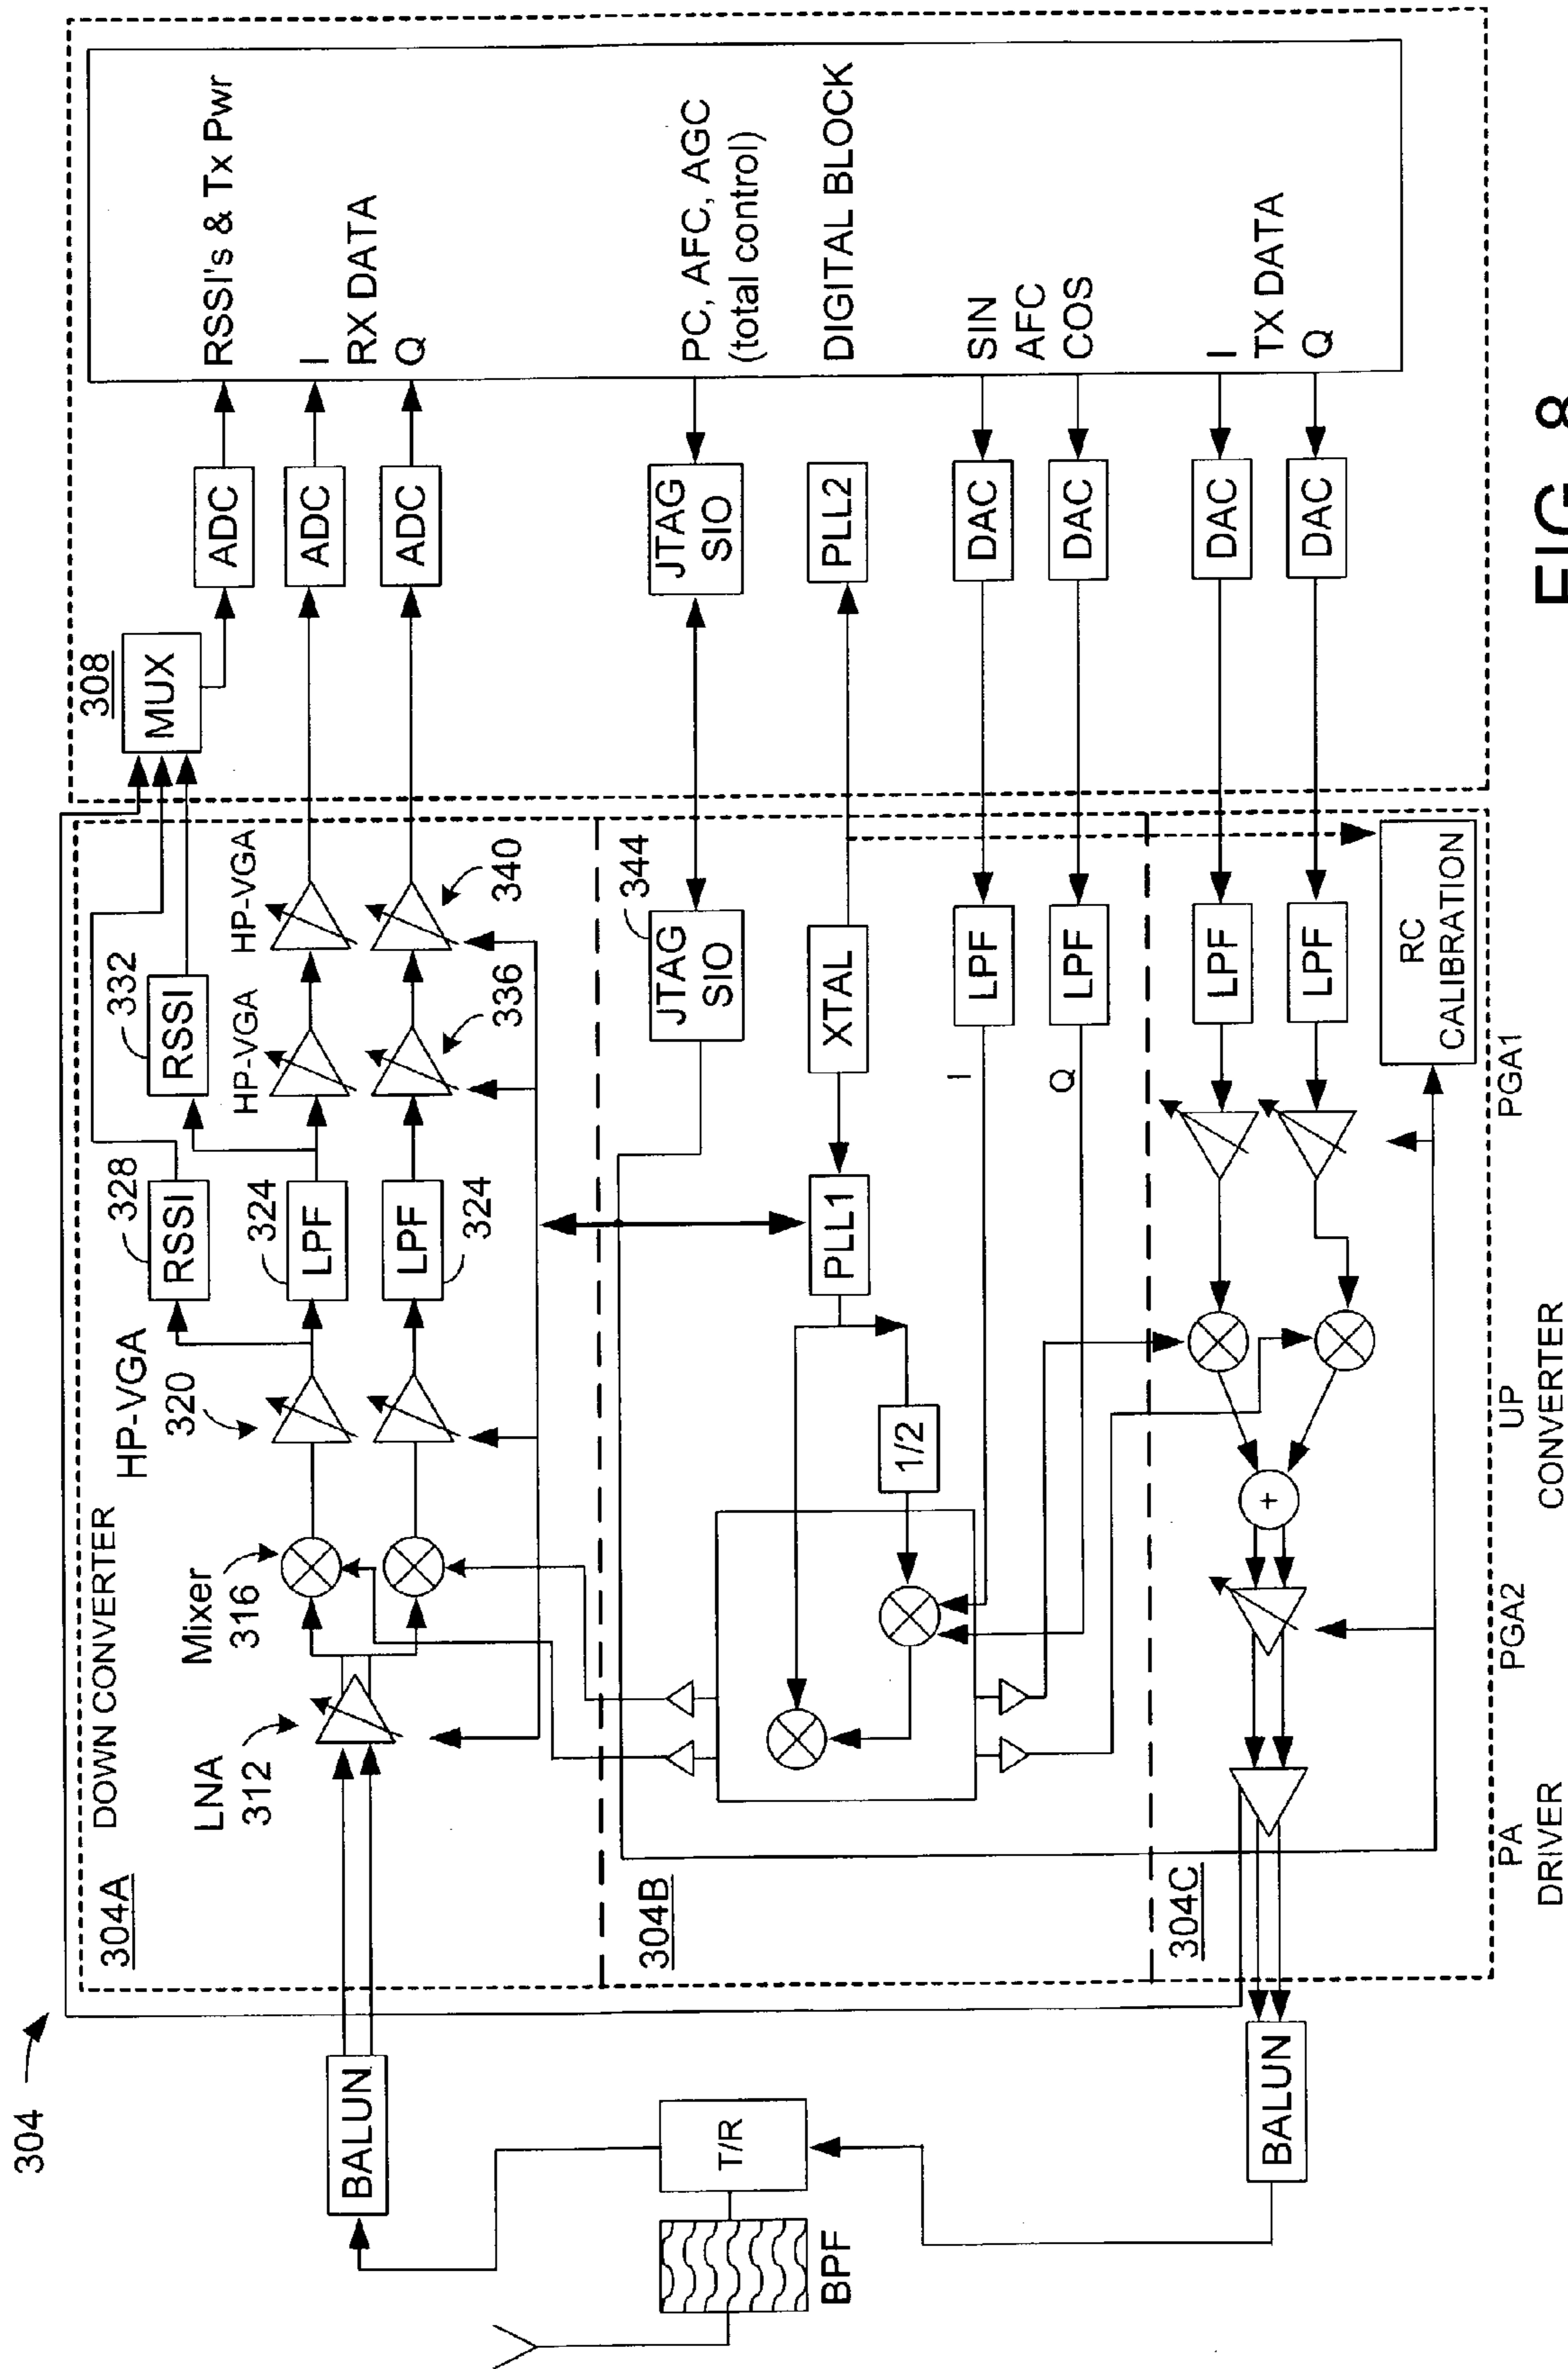 304
304A
DOWN CONVERTER
LNA
312
Mixer
316
HP-VGA
320
328
RSSI
324
LPF
LPF
324
332
RSSI
HP-VGA
336
HP-VGA
340
308
MUX
ADC
ADC
ADC
RSSI's & Tx Pwr
I
RX DATA
Q
BALUN
T/R
BPF
304B
1/2
PLL1
XTAL
JTAG
SIO
344
I
LPF
Q
LPF
JTAG
SIO
PLL2
DAC
DAC
PC, AFC, AGC
(total control)
DIGITAL BLOCK
SIN
AFC
COS
BALUN
304C
+
LPF
LPF
RC
CALIBRATION
DAC
DAC
I
TX DATA
Q
PA
DRIVER
PGA2
UP
CONVERTER
PGA1
FIG. 8